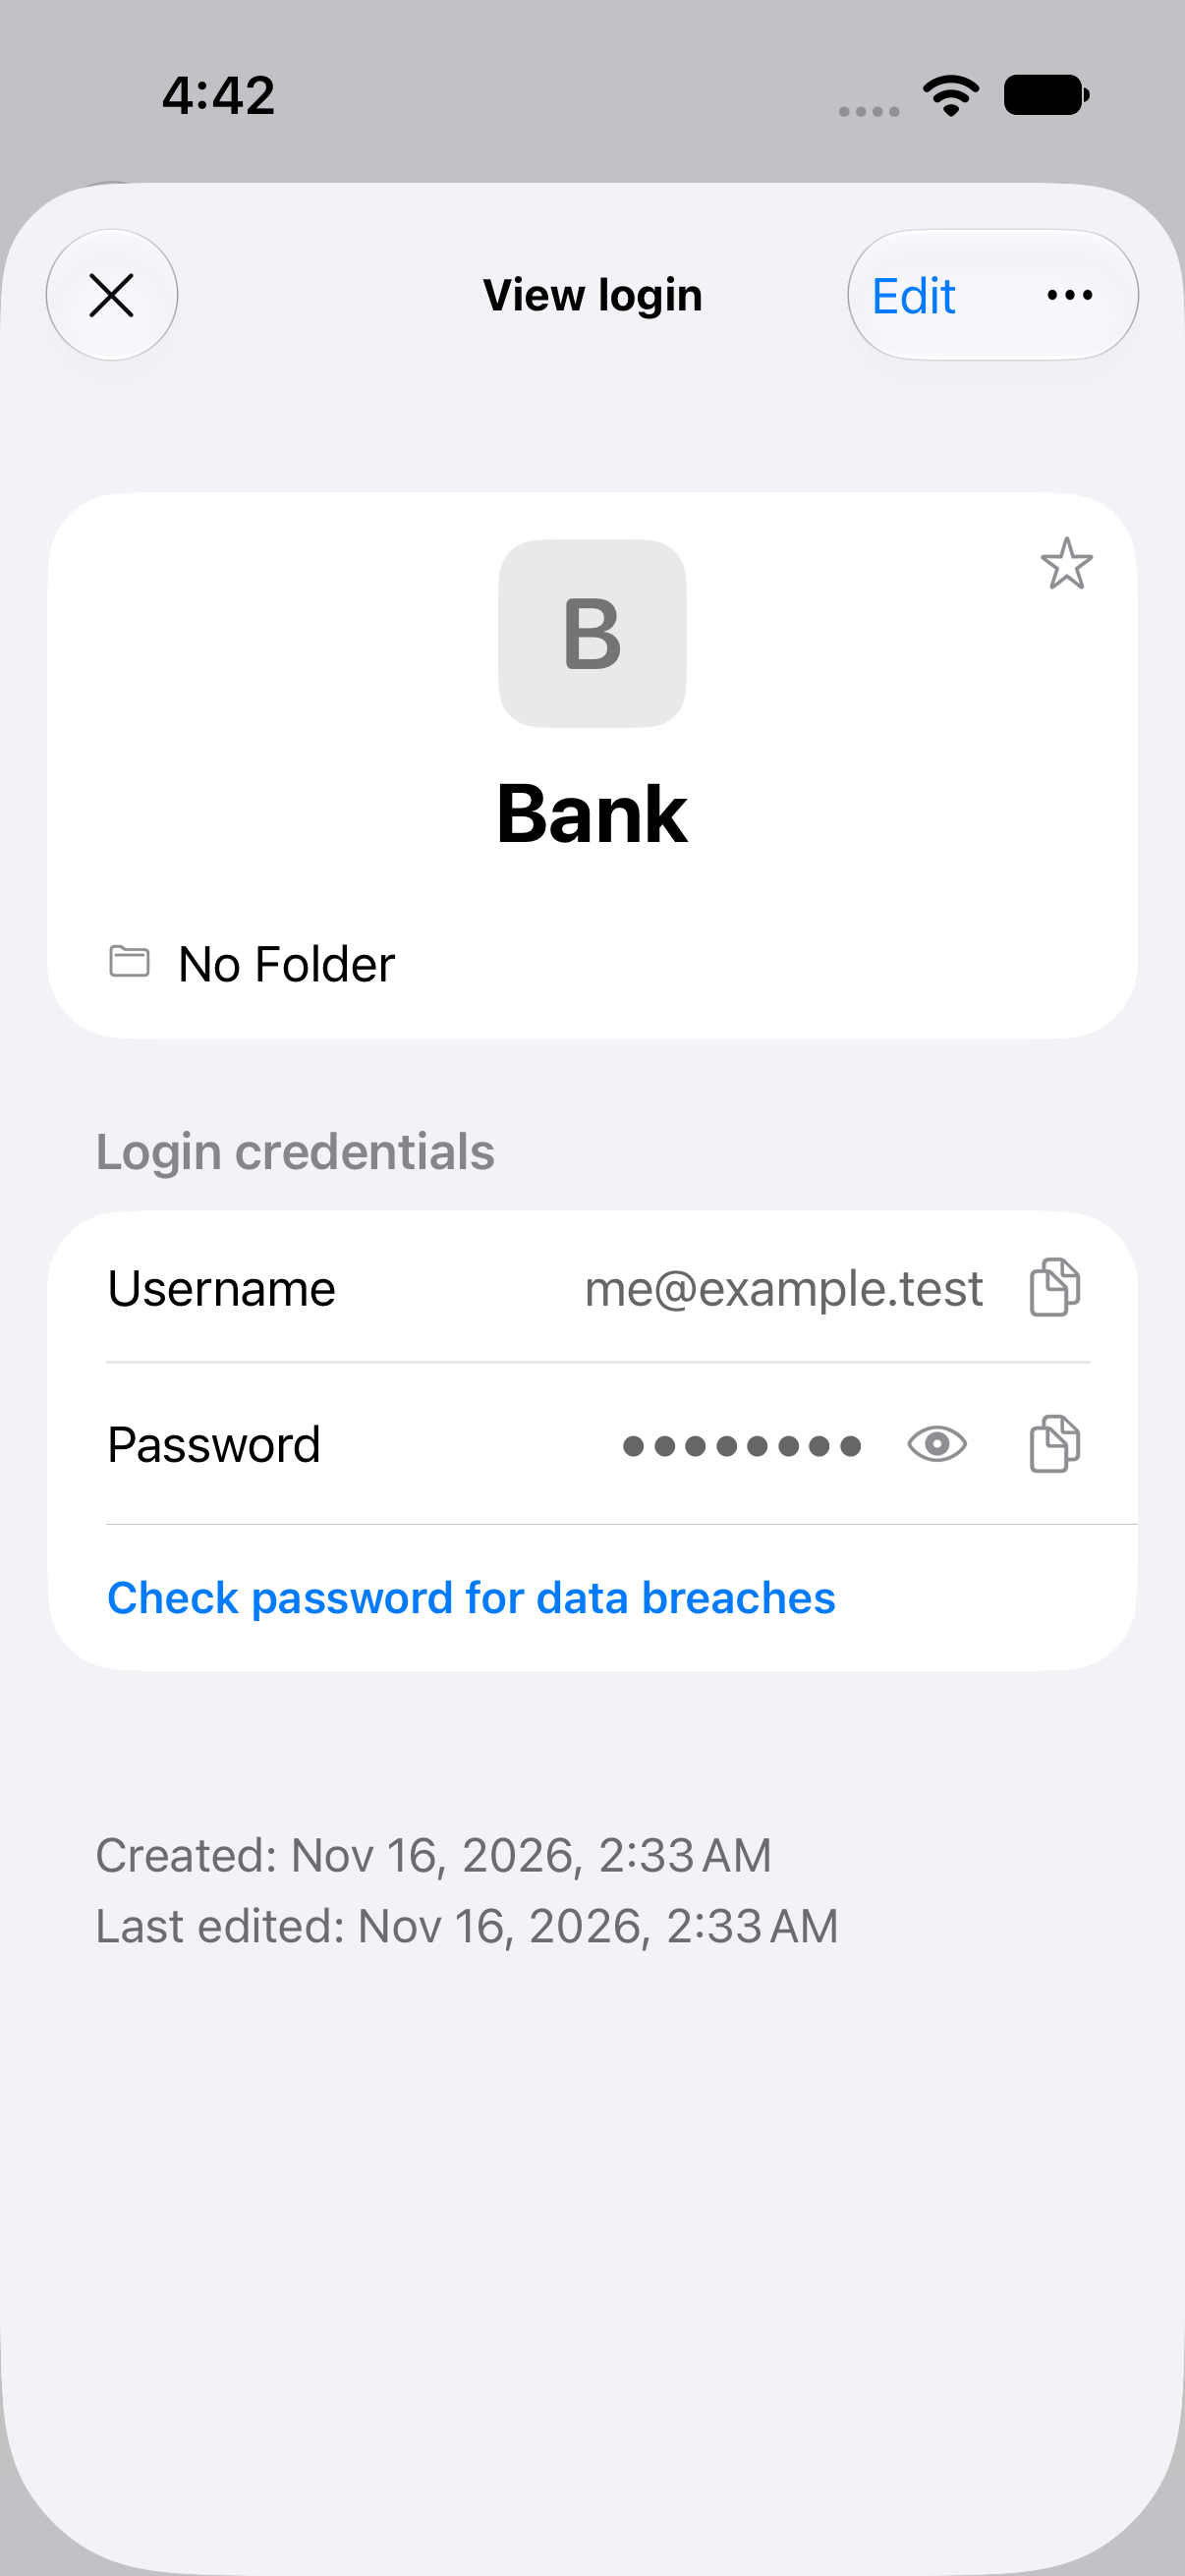 4:42
View login
Edit
B
Bank
No Folder
Login credentials
Username me@example.test
Password ••••••••
Check password for data breaches
Created: Nov 16, 2026, 2:33 AM
Last edited: Nov 16, 2026, 2:33 AM